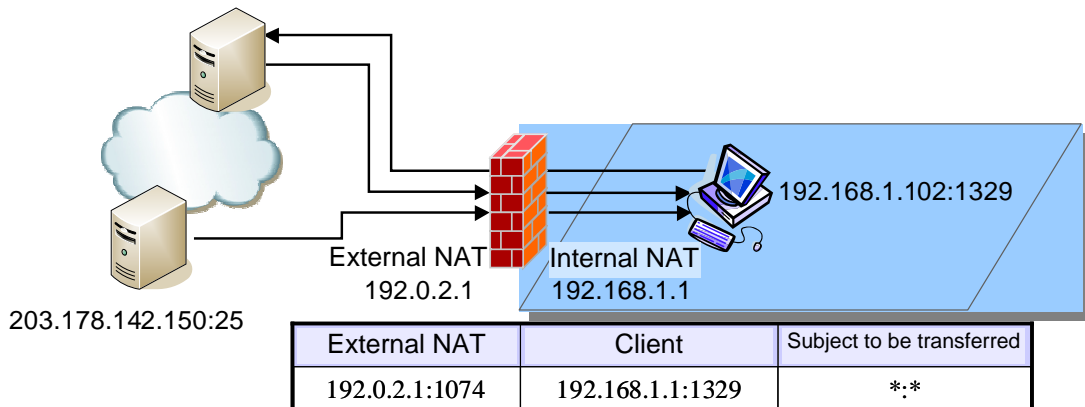 192.168.1.102:1329
External NAT
192.0.2.1
Internal NAT
192.168.1.1
203.178.142.150:25
External NAT Client Subject to be transferred
192.0.2.1:1074 192.168.1.1:1329 *:*